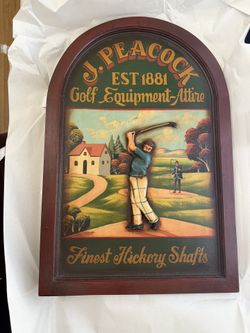 J. PEACOCK
EST 1881
Golf Equipment-Attire
Finest Hickory Shafts